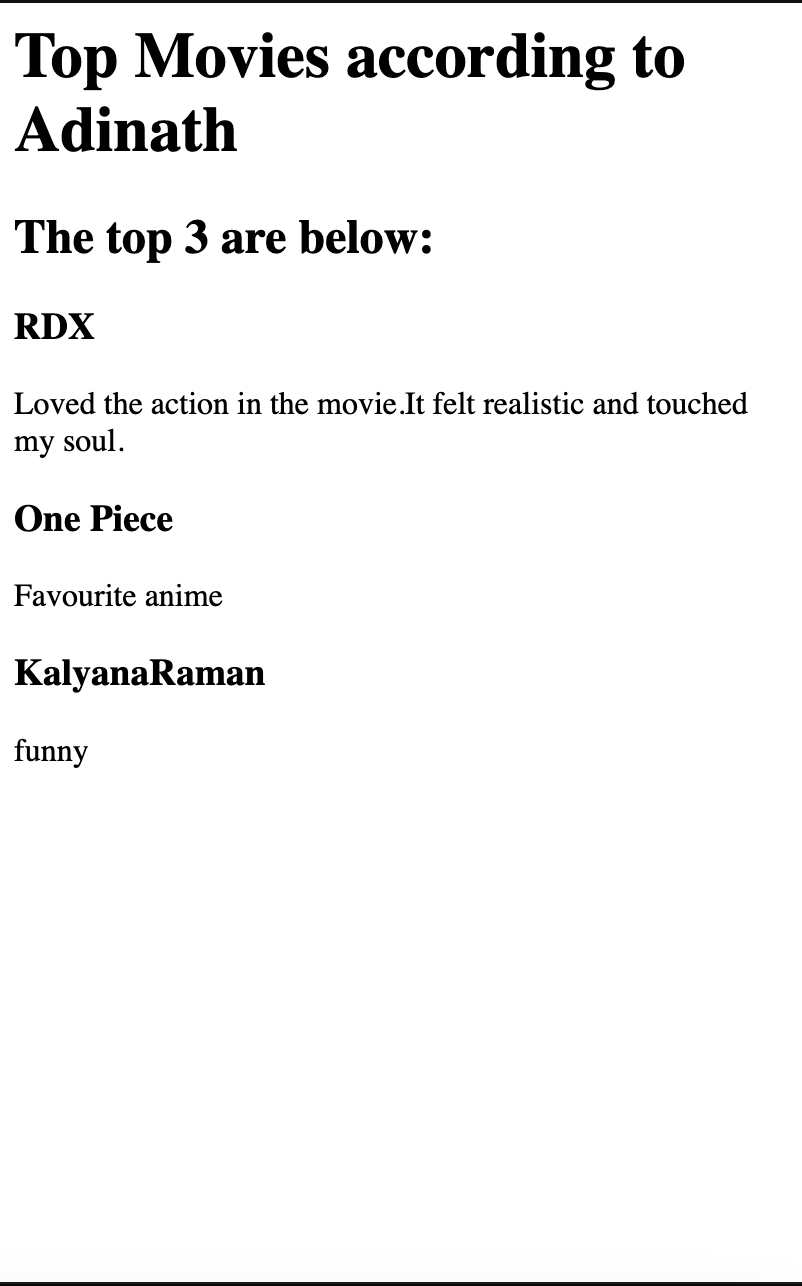 Top Movies according to
Adinath
The top 3 are below:
RDX
Loved the action in the movie.It felt realistic and touched
my soul.
One Piece
Favourite anime
KalyanaRaman
funny